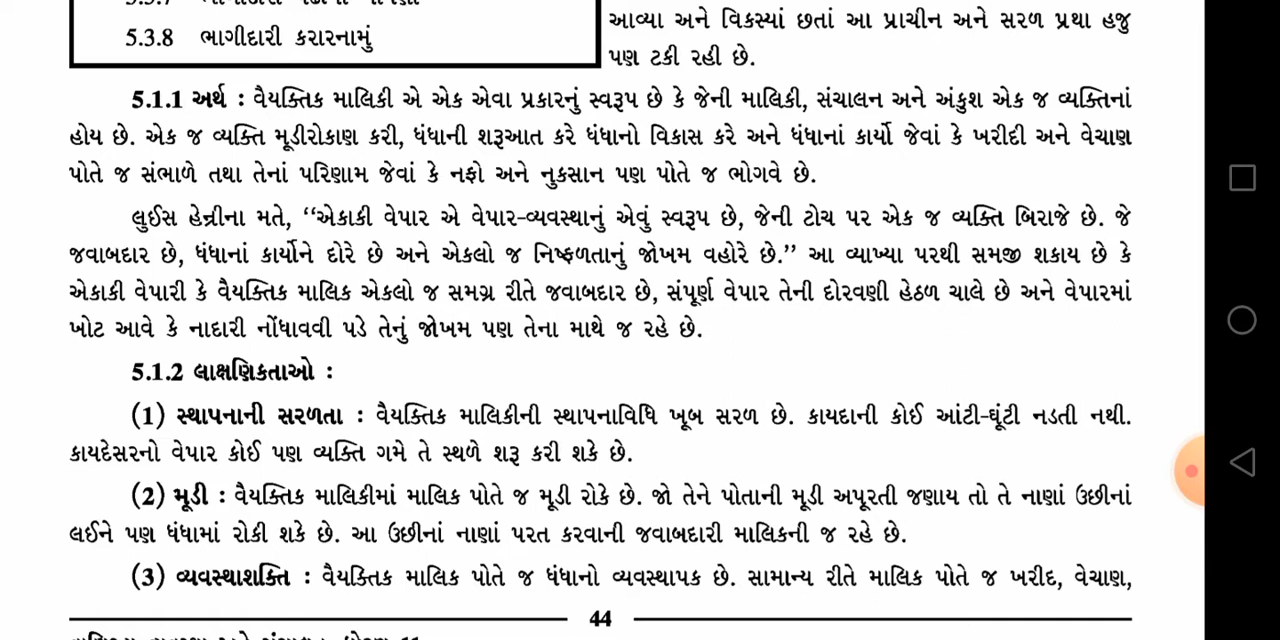 5.3.8 ભાગીદારી કરારનામું
આવ્યા અને વિકસ્યાં છતાં આ પ્રાચીન અને સરળ પ્રથા હજુ
પણ ટકી રહી છે.
5.1.1 અર્થ : વૈયક્તિક માલિકી એ એક એવા પ્રકારનું સ્વરૂપ છે કે જેની માલિકી, સંચાલન અને અંકુશ એક જ વ્યક્તિનાં
હોય છે. એક જ વ્યક્તિ મૂડીરોકાણ કરી, ધંધાની શરૂઆત કરે ધંધાનો વિકાસ કરે અને ધંધાનાં કાર્યો જેવાં કે ખરીદી અને વેચાણ
પોતે જ સંભાળે તથા તેનાં પરિણામ જેવાં કે નફો અને નુકસાન પણ પોતે જ ભોગવે છે.
લુઈસ હેન્રીના મતે, “એકાકી વેપાર એ વેપાર-વ્યવસ્થાનું એવું સ્વરૂપ છે, જેની ટોચ પર એક જ વ્યક્તિ બિરાજે છે. જે
જવાબદાર છે, ધંધાનાં કાર્યોને દોરે છે અને એકલો જ નિષ્ફળતાનું જોખમ વહોરે છે.” આ વ્યાખ્યા પરથી સમજી શકાય છે કે
એકાકી વેપારી કે વૈયક્તિક માલિક એકલો જ સમગ્ર રીતે જવાબદાર છે, સંપૂર્ણ વેપાર તેની દોરવણી હેઠળ ચાલે છે અને વેપારમાં
ખોટ આવે કે નાદારી નોંધાવવી પડે તેનું જોખમ પણ તેના માથે જ રહે છે.
5.1.2 લાક્ષણિકતાઓ :
(1) સ્થાપનાની સરળતા : વૈયક્તિક માલિકીની સ્થાપનાવિધિ ખૂબ સરળ છે. કાયદાની કોઈ આંટી-ઘૂંટી નડતી નથી.
કાયદેસરનો વેપાર કોઈ પણ વ્યક્તિ ગમે તે સ્થળે શરૂ કરી શકે છે.
(2) મૂડી : વૈયક્તિક માલિકીમાં માલિક પોતે જ મૂડી રોકે છે. જો તેને પોતાની મૂડી અપૂરતી જણાય તો તે નાણાં ઉછીનાં
લઈને પણ ધંધામાં રોકી શકે છે. આ ઉછીનાં નાણાં પરત કરવાની જવાબદારી માલિકની જ રહે છે.
(3) વ્યવસ્થાશક્તિ : વૈયક્તિક માલિક પોતે જ ધંધાનો વ્યવસ્થાપક છે. સામાન્ય રીતે માલિક પોતે જ ખરીદ, વેચાણ,
44